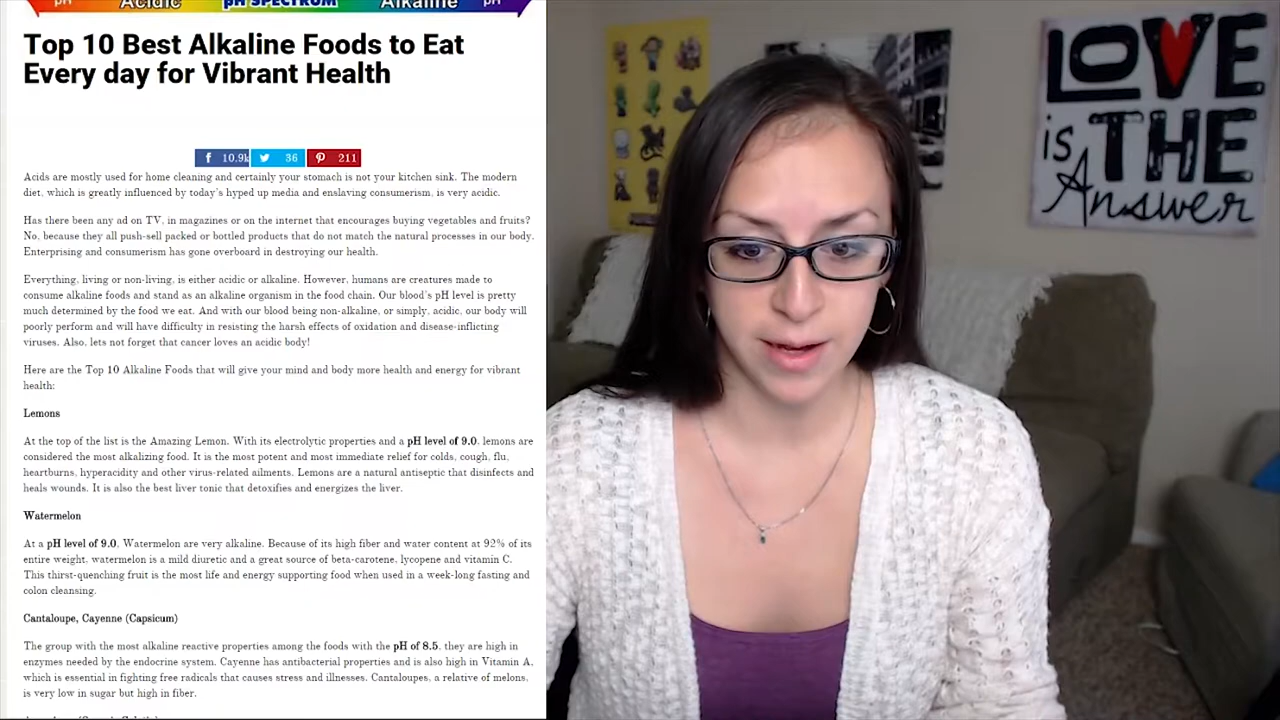 pH Acidic pH SPECTRUM Alkaline pH
Top 10 Best Alkaline Foods to Eat
Every day for Vibrant Health
10.9k 36 211
Acids are mostly used for home cleaning and certainly your stomach is not your kitchen sink. The modern
diet, which is greatly influenced by today's hyped up media and enslaving consumerism, is very acidic.
Has there been any ad on TV, in magazines or on the internet that encourages buying vegetables and fruits?
No, because they all push-sell packed or bottled products that do not match the natural processes in our body.
Enterprising and consumerism has gone overboard in destroying our health.
Everything, living or non-living, is either acidic or alkaline. However, humans are creatures made to
consume alkaline foods and stand as an alkaline organism in the food chain. Our blood's pH level is pretty
much determined by the food we eat. And with our blood being non-alkaline, or simply, acidic, our body will
poorly perform and will have difficulty in resisting the harsh effects of oxidation and disease-inflicting
viruses. Also, lets not forget that cancer loves an acidic body!
Here are the Top 10 Alkaline Foods that will give your mind and body more health and energy for vibrant
health:
Lemons
At the top of the list is the Amazing Lemon. With its electrolytic properties and a pH level of 9.0, lemons are
considered the most alkalizing food. It is the most potent and most immediate relief for colds, cough, flu,
heartburns, hyperacidity and other virus-related ailments. Lemons are a natural antiseptic that disinfects and
heals wounds. It is also the best liver tonic that detoxifies and energizes the liver.
Watermelon
At a pH level of 9.0, Watermelon are very alkaline. Because of its high fiber and water content at 92% of its
entire weight, watermelon is a mild diuretic and a great source of beta-carotene, lycopene and vitamin C.
This thirst-quenching fruit is the most life and energy supporting food when used in a week-long fasting and
colon cleansing.
Cantaloupe, Cayenne (Capsicum)
The group with the most alkaline reactive properties among the foods with the pH of 8.5, they are high in
enzymes needed by the endocrine system. Cayenne has antibacterial properties and is also high in Vitamin A,
which is essential in fighting free radicals that causes stress and illnesses. Cantaloupes, a relative of melons,
is very low in sugar but high in fiber.
LOVE
is THE
Answer